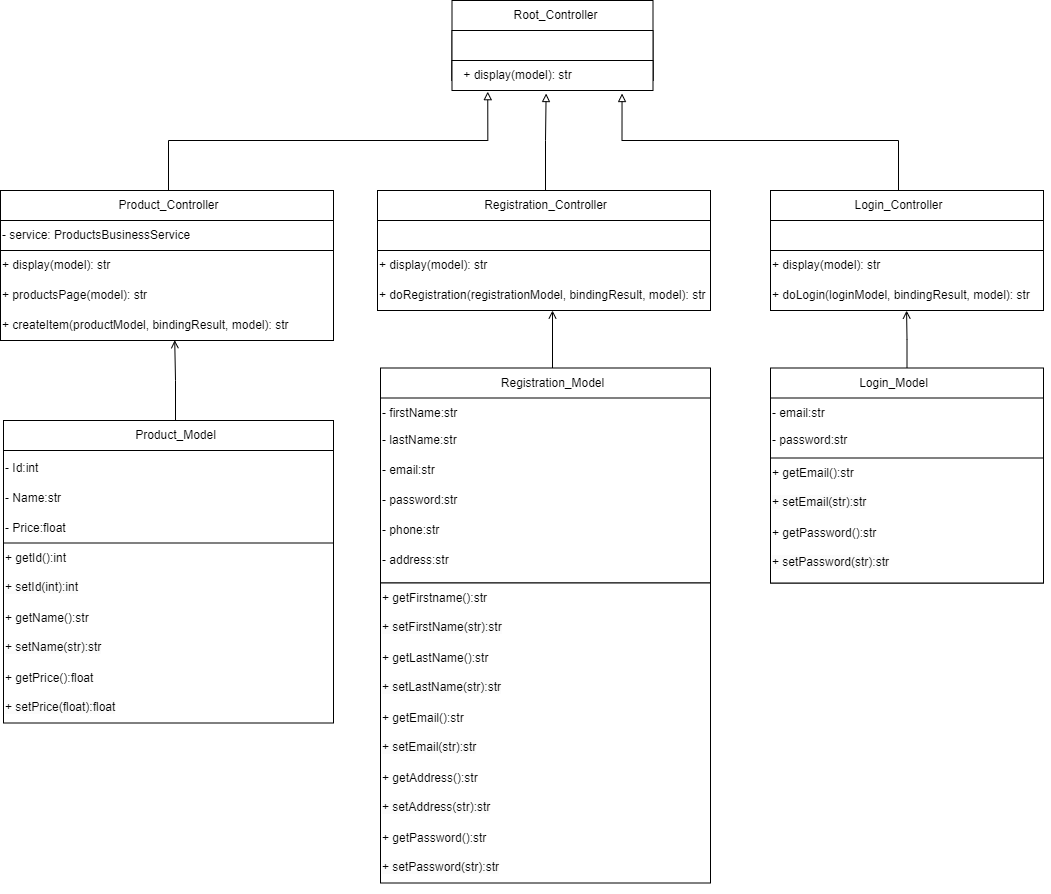 Root_Controller
+ display(model): str
Product_Controller
- service: ProductsBusinessService
+ display(model): str
+ productsPage(model): str
+ createItem(productModel, bindingResult, model): str
Registration_Controller
+ display(model): str
+ doRegistration(registrationModel, bindingResult, model): str
Login_Controller
+ display(model): str
+ doLogin(loginModel, bindingResult, model): str
Product_Model
- Id:int
- Name:str
- Price:float
+ getId():int
+ setId(int):int
+ getName():str
+ setName(str):str
+ getPrice():float
+ setPrice(float):float
Registration_Model
- firstName:str
- lastName:str
- email:str
- password:str
- phone:str
- address:str
+ getFirstname():str
+ setFirstName(str):str
+ getLastName():str
+ setLastName(str):str
+ getEmail():str
+ setEmail(str):str
+ getAddress():str
+ setAddress(str):str
+ getPassword():str
+ setPassword(str):str
Login_Model
- email:str
- password:str
+ getEmail():str
+ setEmail(str):str
+ getPassword():str
+ setPassword(str):str